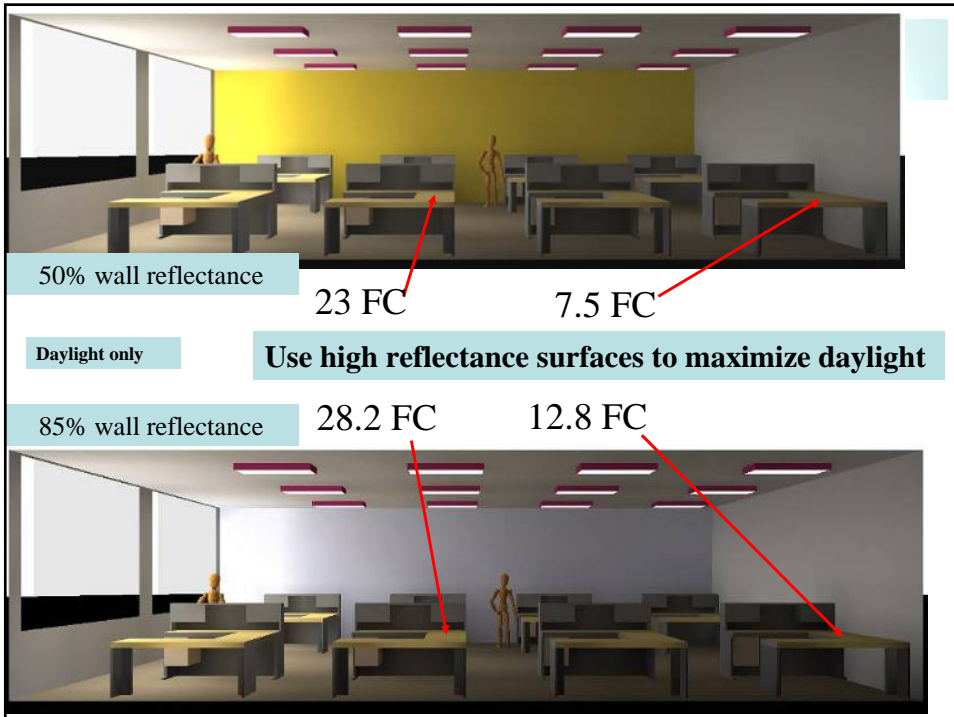 50% wall reflectance
23 FC
7.5 FC
Daylight only
Use high reflectance surfaces to maximize daylight
85% wall reflectance
28.2 FC
12.8 FC